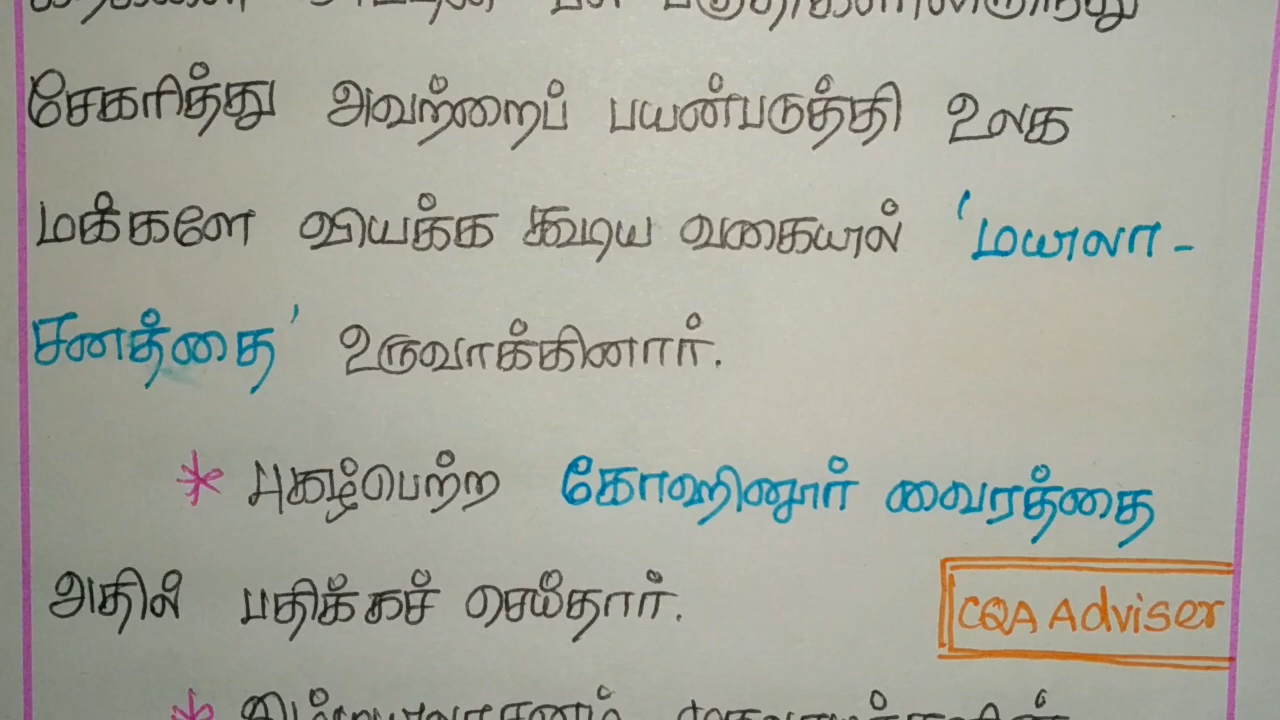 சேகரித்து அவற்றைப் பயன்படுத்தி உலக
மக்களே வியக்க கூடிய வகையில் 'மயிலா -
சனத்தை' உருவாக்கினார்.
* புகழ்பெற்ற கோஹினூர் வைரத்தை
அதில் பதிக்கச் செய்தார்.
CQA Adviser